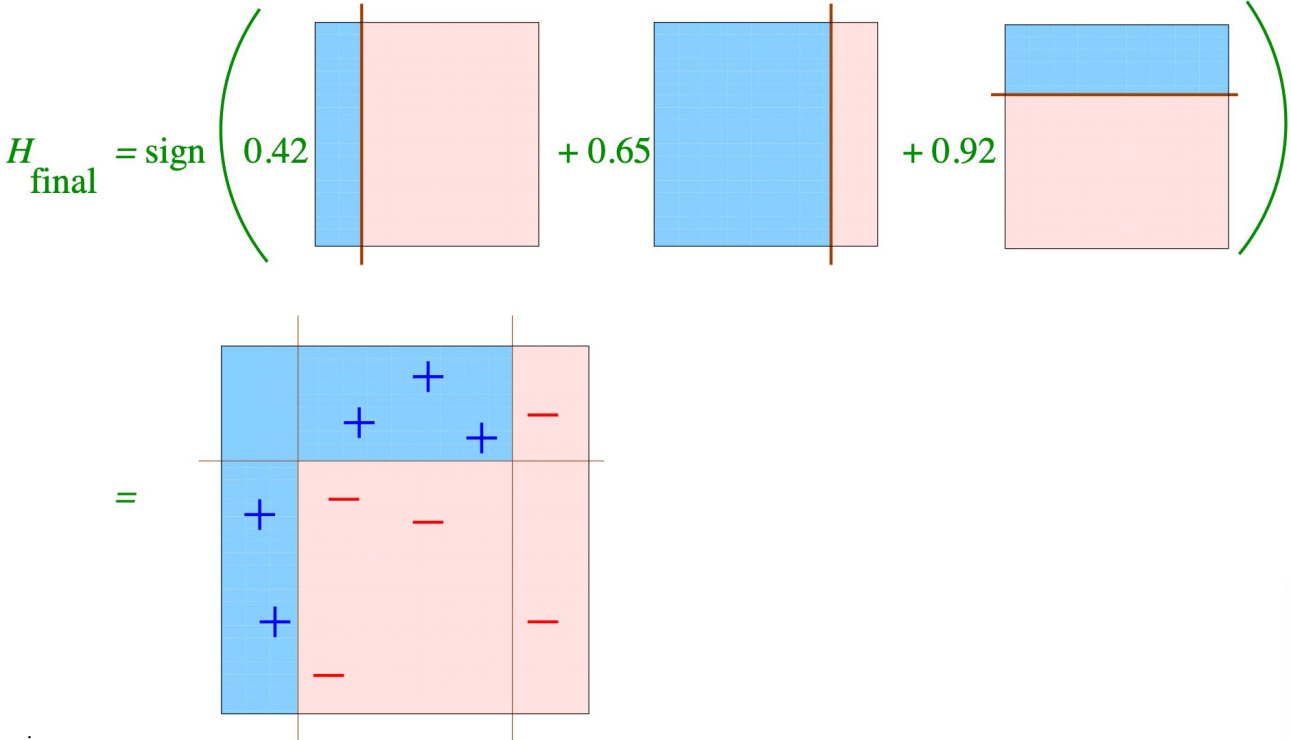 H final = sign ( 0.42 + 0.65 + 0.92 )
=
+ + + −
+ − −
+ −
−